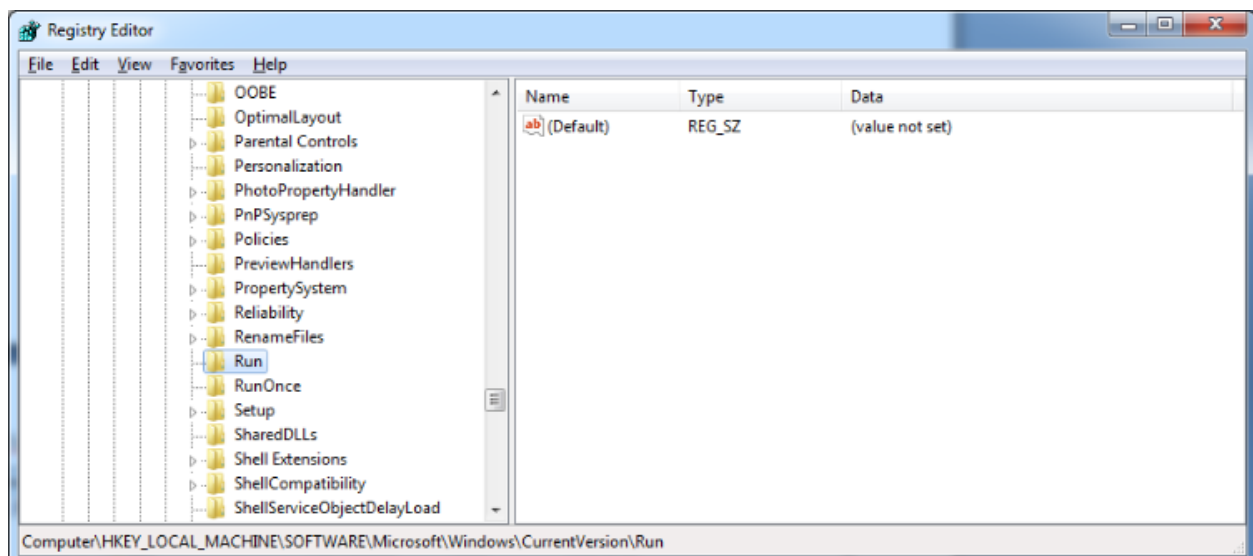 Registry Editor
File Edit View Favorites Help
OOBE
OptimalLayout
Parental Controls
Personalization
PhotoPropertyHandler
PnPSysprep
Policies
PreviewHandlers
PropertySystem
Reliability
RenameFiles
Run
RunOnce
Setup
SharedDLLs
Shell Extensions
ShellCompatibility
ShellServiceObjectDelayLoad
Name Type Data
ab (Default) REG_SZ (value not set)
Computer\HKEY_LOCAL_MACHINE\SOFTWARE\Microsoft\Windows\CurrentVersion\Run